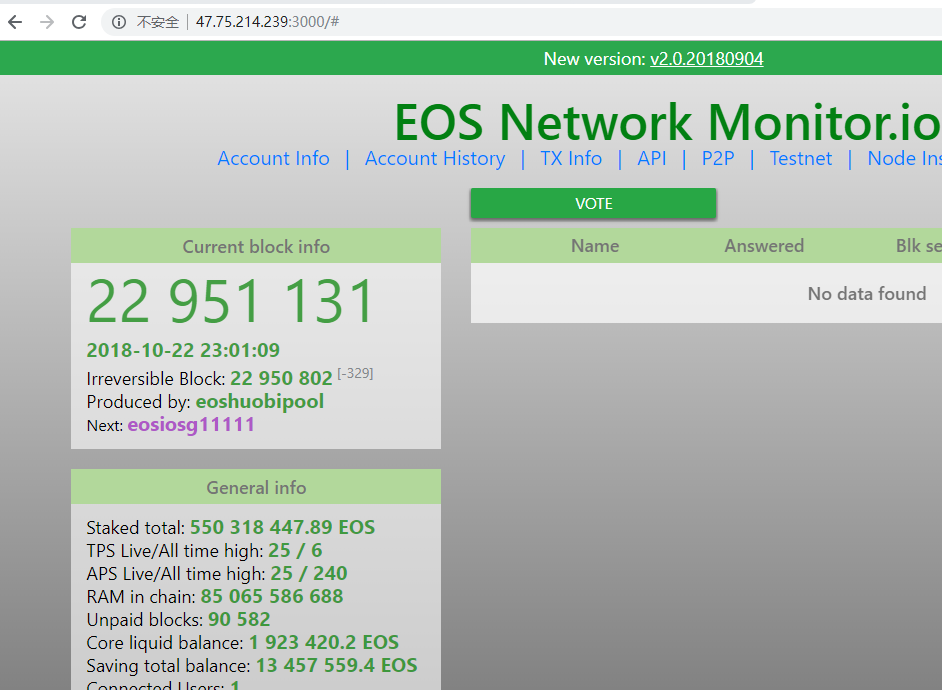 不安全 | 47.75.214.239:3000/#
New version: v2.0.20180904
EOS Network Monitor.io
Account Info | Account History | TX Info | API | P2P | Testnet | Node Ins
VOTE
Current block info
22 951 131
2018-10-22 23:01:09
Irreversible Block: 22 950 802 [-329]
Produced by: eoshuobipool
Next: eosiosg11111
Name Answered Blk se
No data found
General info
Staked total: 550 318 447.89 EOS
TPS Live/All time high: 25 / 6
APS Live/All time high: 25 / 240
RAM in chain: 85 065 586 688
Unpaid blocks: 90 582
Core liquid balance: 1 923 420.2 EOS
Saving total balance: 13 457 559.4 EOS
Connected Users: 1